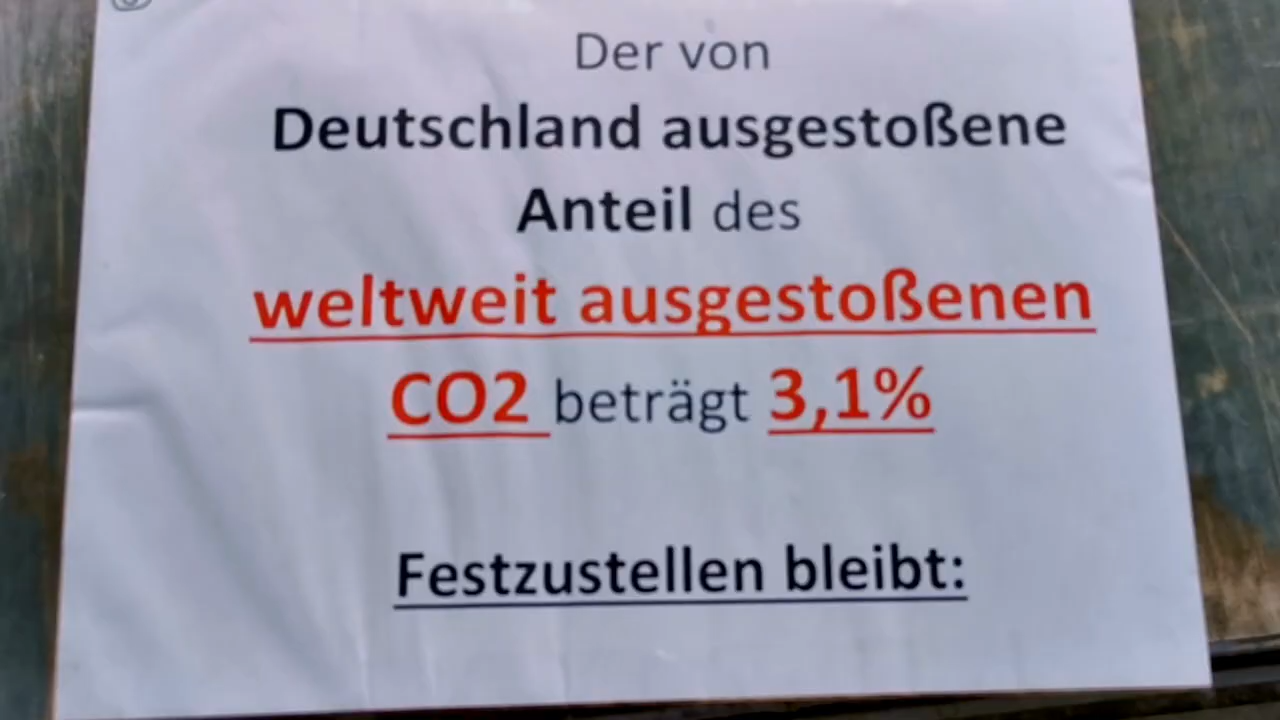 Der von
Deutschland ausgestoßene
Anteil des
weltweit ausgestoßenen
CO2 beträgt 3,1%
Festzustellen bleibt: